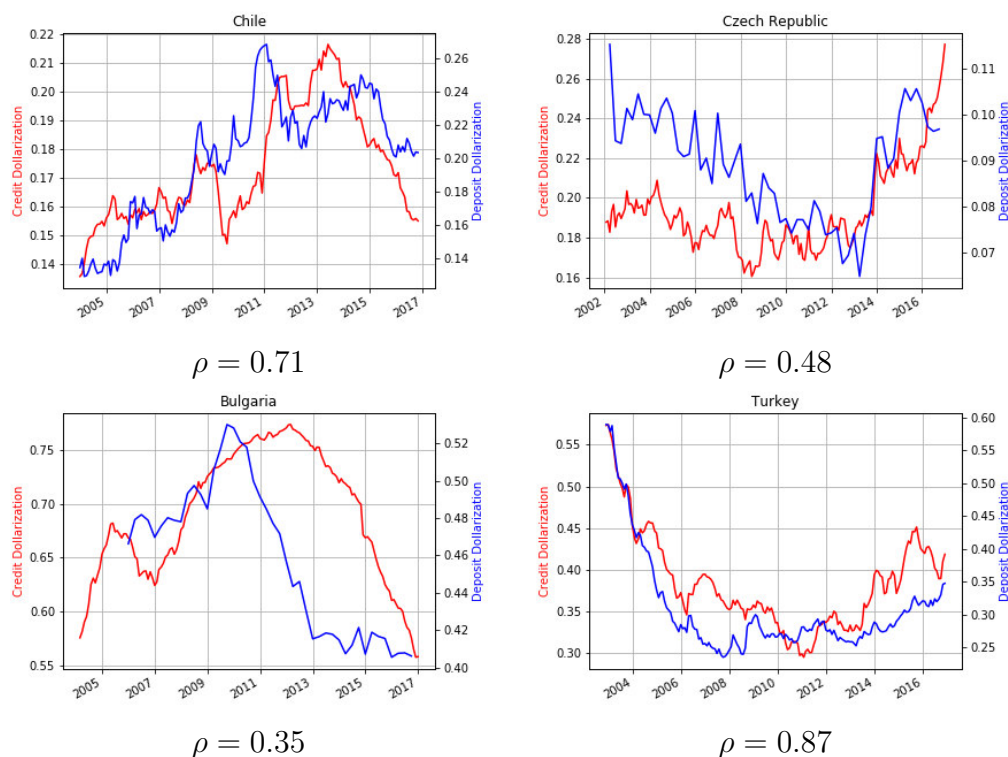 Chile
0.22
0.21
0.20
0.19
0.18
0.17
0.16
0.15
0.14
Credit Dollarization
0.26
0.24
0.22
0.20
0.18
0.16
0.14
Deposit Dollarization
2005 2007 2009 2011 2013 2015 2017
ρ = 0.71
Czech Republic
0.28
0.26
0.24
0.22
0.20
0.18
0.16
Credit Dollarization
0.11
0.10
0.09
0.08
0.07
Deposit Dollarization
2002 2004 2006 2008 2010 2012 2014 2016
ρ = 0.48
Bulgaria
0.75
0.70
0.65
0.60
0.55
Credit Dollarization
0.52
0.50
0.48
0.46
0.44
0.42
0.40
Deposit Dollarization
2005 2007 2009 2011 2013 2015 2017
ρ = 0.35
Turkey
0.55
0.50
0.45
0.40
0.35
0.30
Credit Dollarization
0.60
0.55
0.50
0.45
0.40
0.35
0.30
0.25
Deposit Dollarization
2004 2006 2008 2010 2012 2014 2016
ρ = 0.87